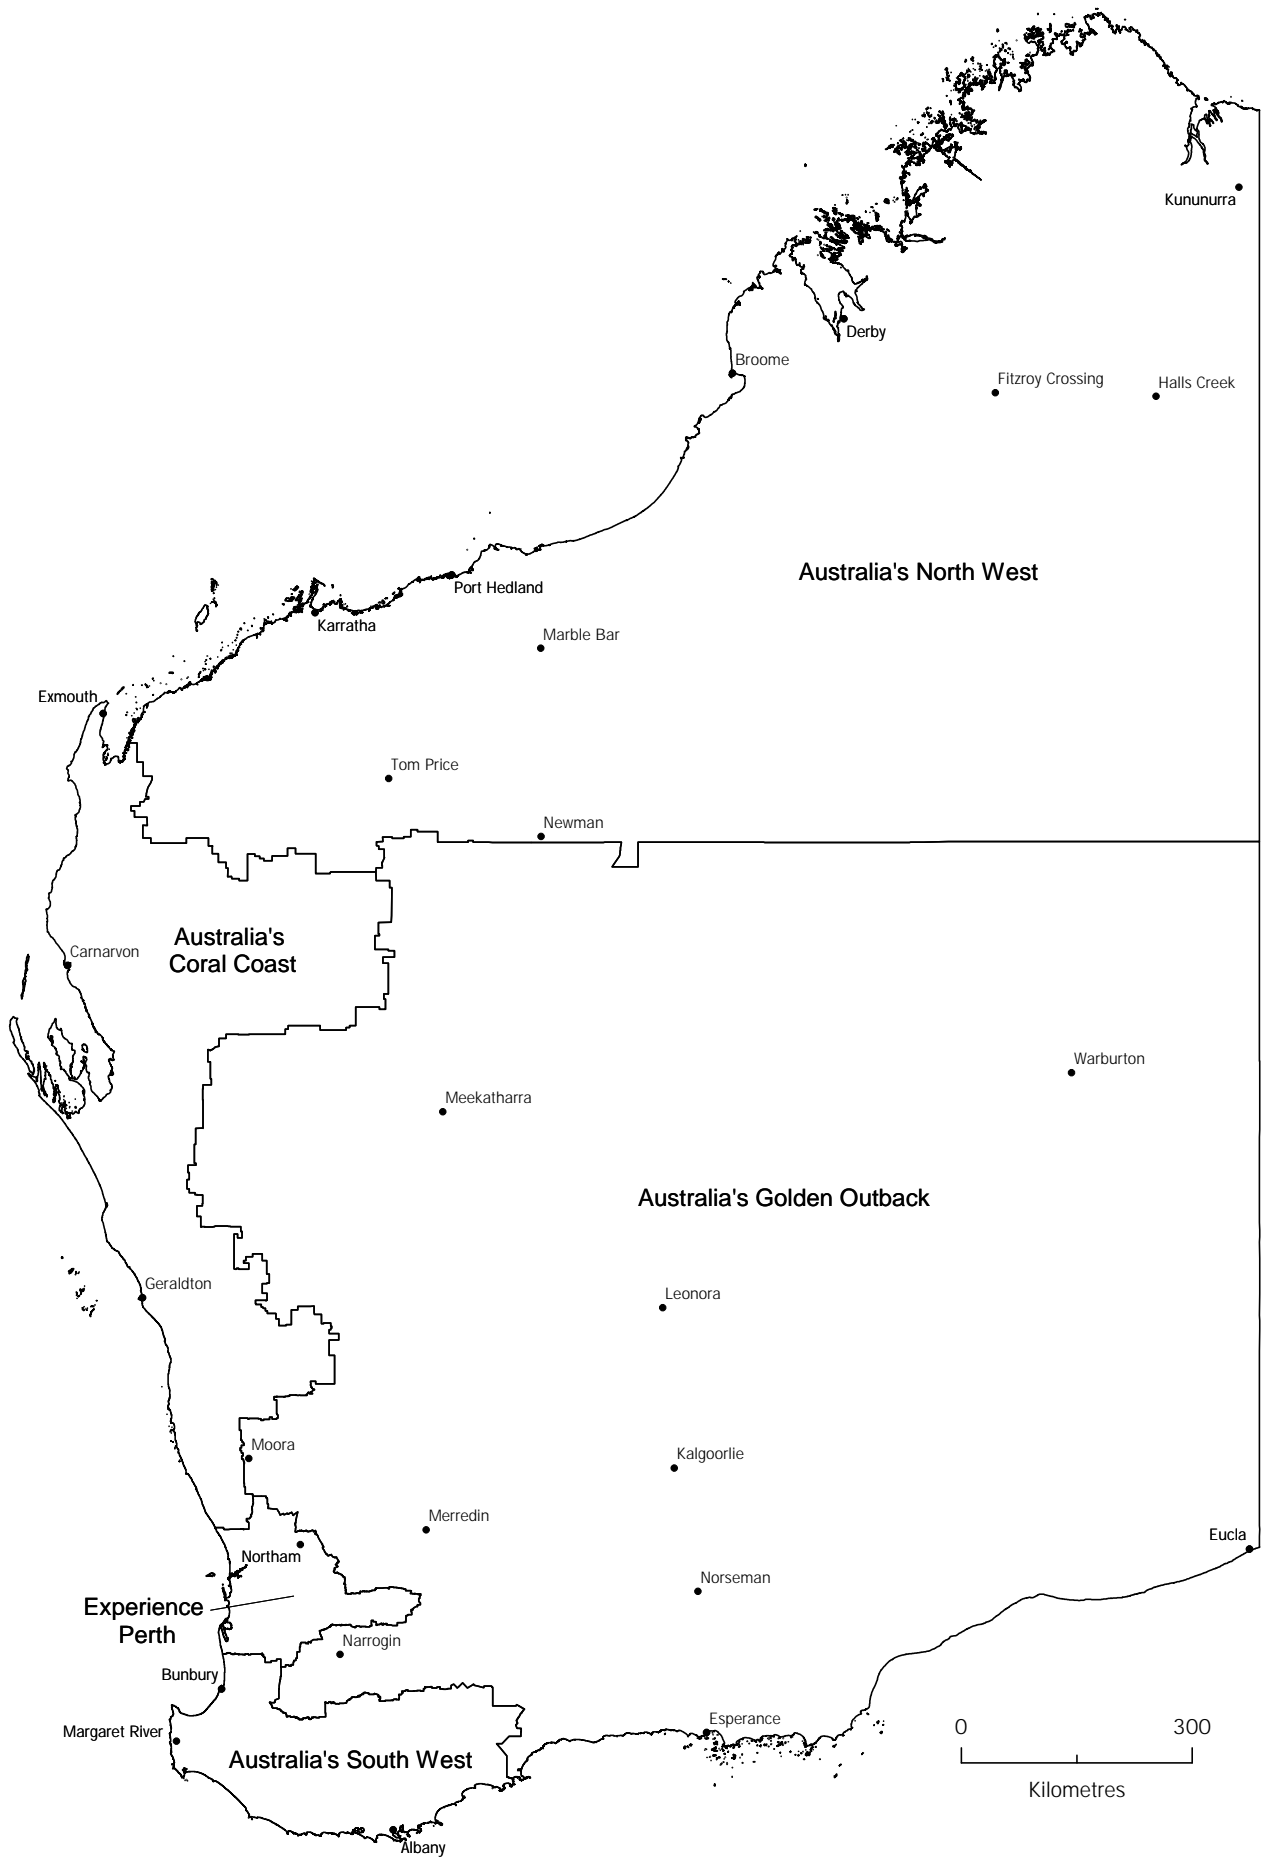 Kununurra
Derby
Broome
Fitzroy Crossing
Halls Creek
Australia's North West
Port Hedland
Karratha
Marble Bar
Exmouth
Tom Price
Newman
Australia's
Coral Coast
Carnarvon
Warburton
Meekatharra
Australia's Golden Outback
Geraldton
Leonora
Moora
Kalgoorlie
Merredin
Eucla
Northam
Norseman
Experience
Perth
Narrogin
Bunbury
Esperance
Margaret River
0 300
Australia's South West
Kilometres
Albany